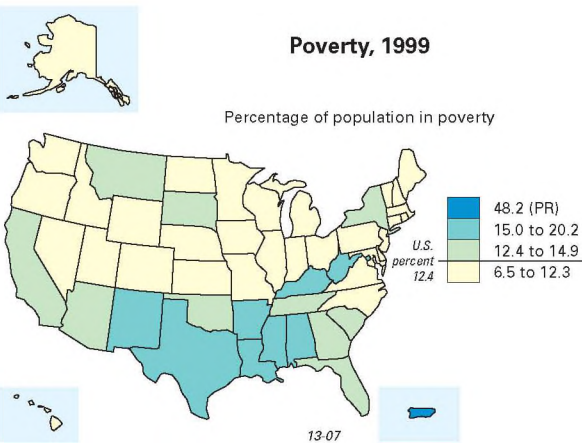 Poverty, 1999
Percentage of population in poverty
48.2 (PR)
15.0 to 20.2
12.4 to 14.9
6.5 to 12.3
U.S.
percent
12.4
13-07